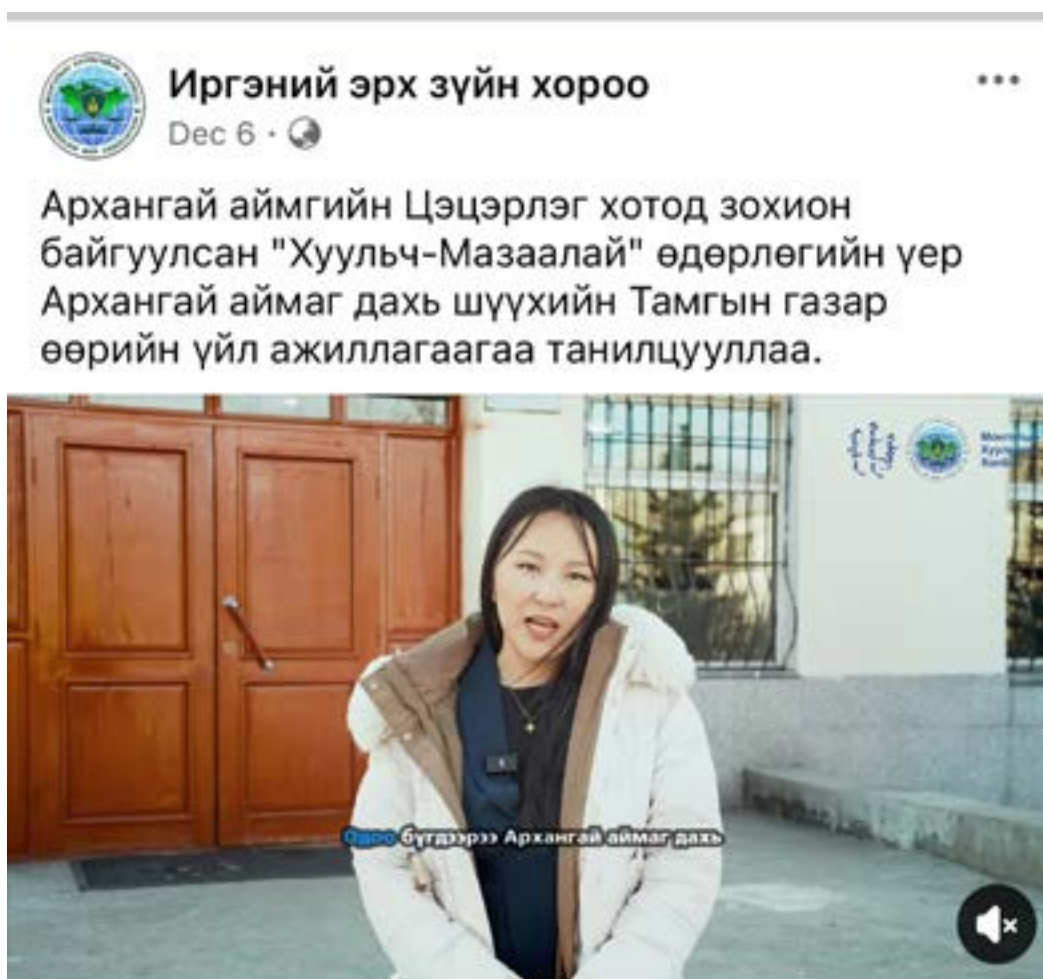 Иргэний эрх зүйн хороо
Dec 6 ·
Архангай аймгийн Цэцэрлэг хотод зохион
байгуулсан "Хуульч-Мазаалай" өдөрлөгийн үер
Архангай аймаг дахь шүүхийн Тамгын газар
өөрийн үйл ажиллагаагаа танилцууллаа.
Одоо бүгдээрээ Архангай аймаг дахь